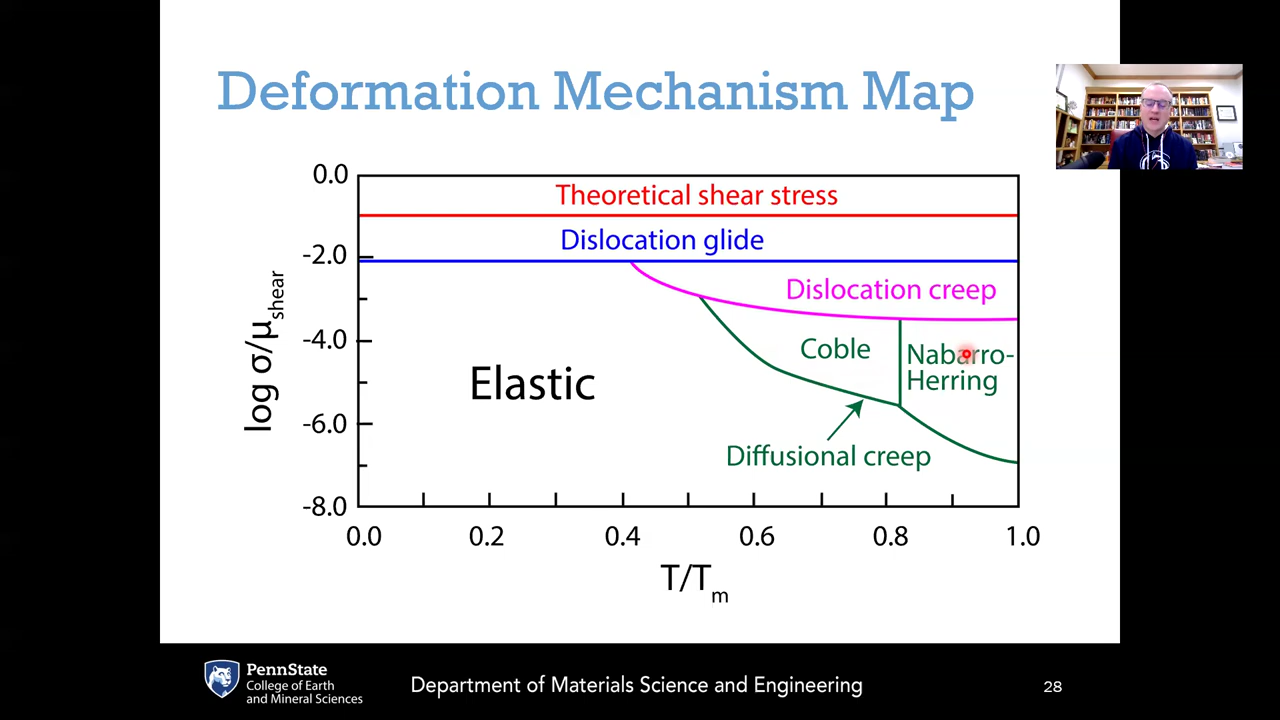 Deformation Mechanism Map
0.0
Theoretical shear stress
Dislocation glide
-2.0
Dislocation creep
log σ/μshear
-4.0
Coble
Nabarro-
Herring
Elastic
-6.0
Diffusional creep
-8.0
0.0 0.2 0.4 0.6 0.8 1.0
T/Tm
PennState
College of Earth
and Mineral Sciences
Department of Materials Science and Engineering
28